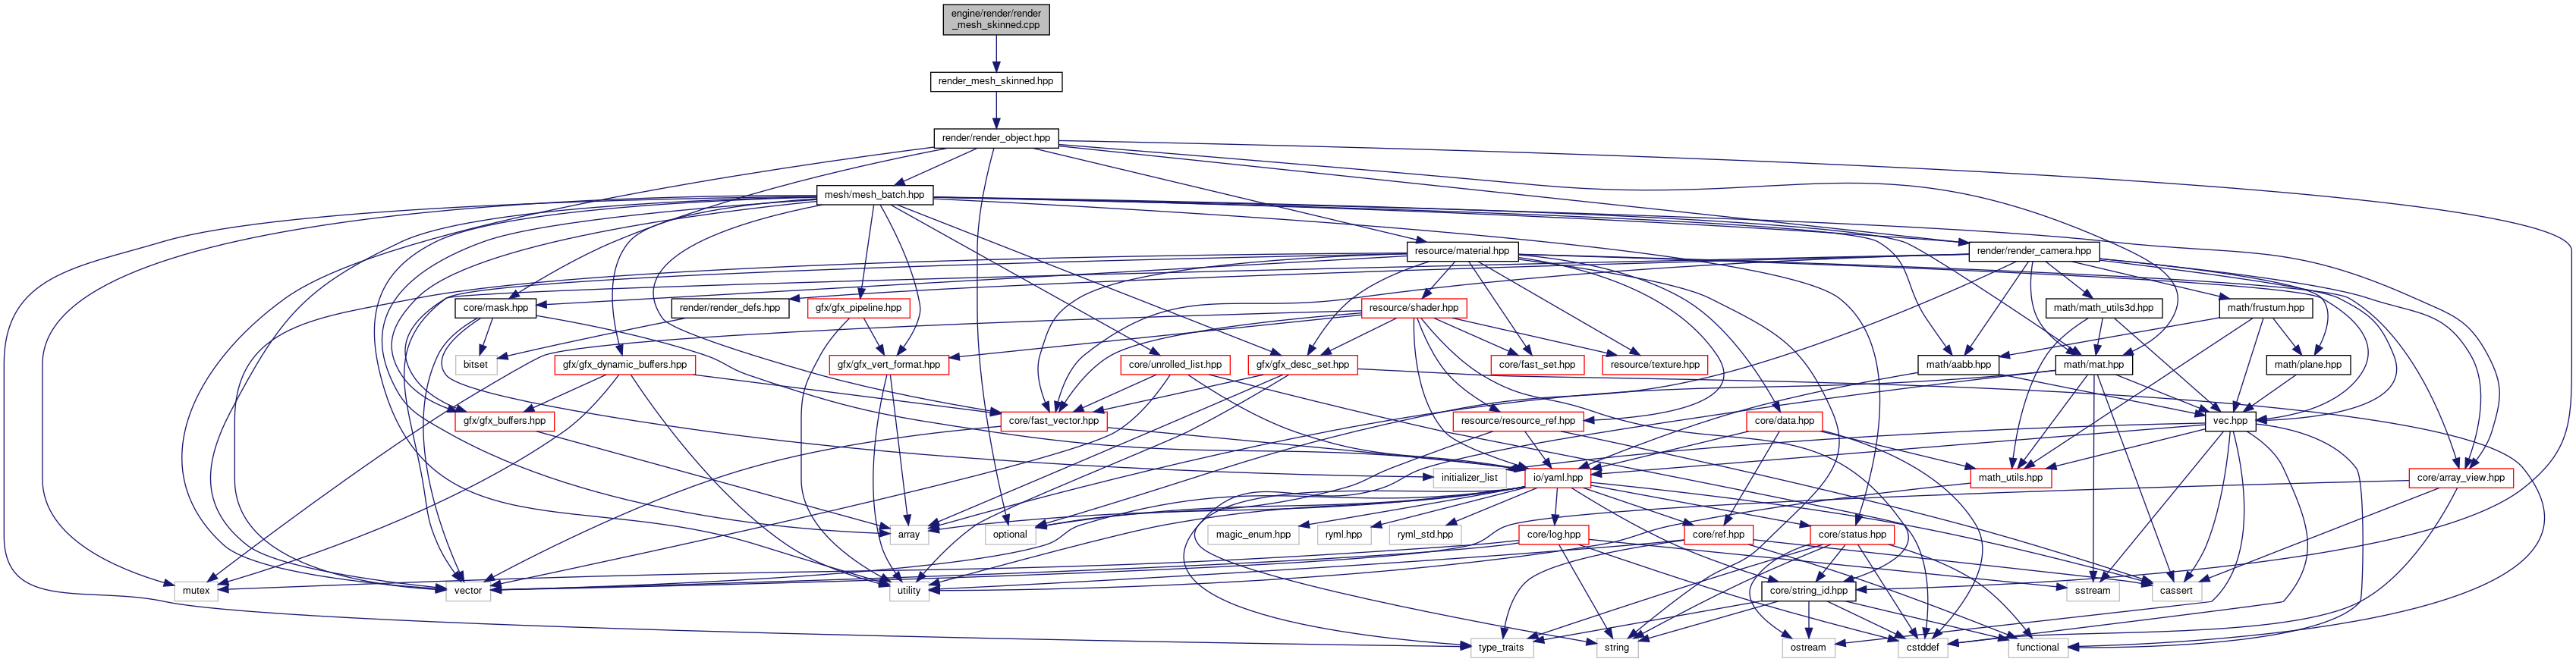 engine/render/render
_mesh_skinned.cpp
render_mesh_skinned.hpp
render/render_object.hpp
mesh/mesh_batch.hpp
resource/material.hpp
render/render_camera.hpp
core/mask.hpp
render/render_defs.hpp
gfx/gfx_pipeline.hpp
resource/shader.hpp
math/math_utils3d.hpp
math/frustum.hpp
bitset
gfx/gfx_dynamic_buffers.hpp
gfx/gfx_vert_format.hpp
core/unrolled_list.hpp
gfx/gfx_desc_set.hpp
core/fast_set.hpp
resource/texture.hpp
math/aabb.hpp
math/mat.hpp
math/plane.hpp
gfx/gfx_buffers.hpp
core/fast_vector.hpp
resource/resource_ref.hpp
core/data.hpp
vec.hpp
initializer_list
io/yaml.hpp
math_utils.hpp
core/array_view.hpp
array
optional
magic_enum.hpp
ryml.hpp
ryml_std.hpp
core/log.hpp
core/ref.hpp
core/status.hpp
mutex
vector
utility
core/string_id.hpp
sstream
cassert
type_traits
string
ostream
cstddef
functional